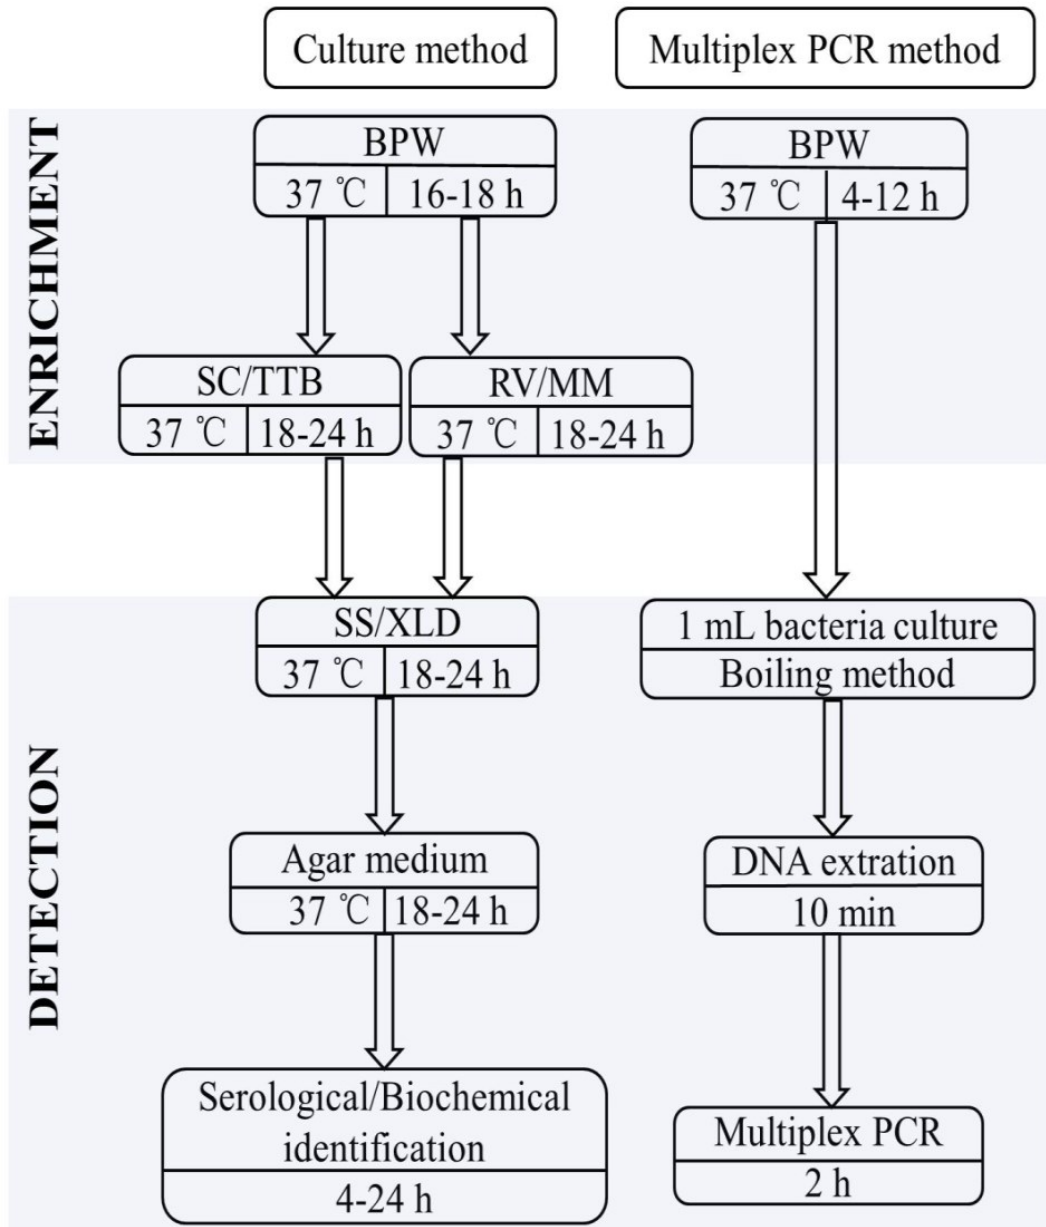 Culture method
Multiplex PCR method
ENRICHMENT
BPW
37 ℃ 16-18 h
BPW
37 ℃ 4-12 h
SC/TTB
37 ℃ 18-24 h
RV/MM
37 ℃ 18-24 h
DETECTION
SS/XLD
37 ℃ 18-24 h
1 mL bacteria culture
Boiling method
Agar medium
37 ℃ 18-24 h
DNA extration
10 min
Serological/Biochemical
identification
4-24 h
Multiplex PCR
2 h